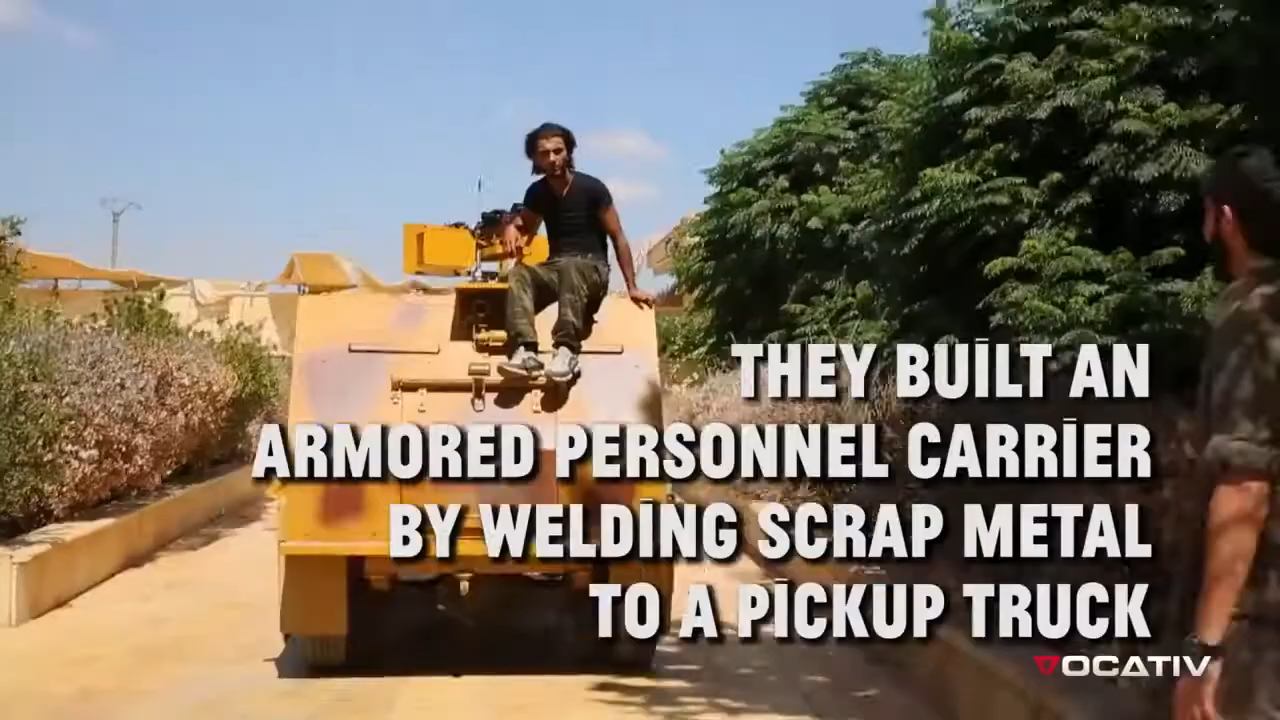 THEY BUILT AN
ARMORED PERSONNEL CARRIER
BY WELDING SCRAP METAL
TO A PICKUP TRUCK
VOCATIV